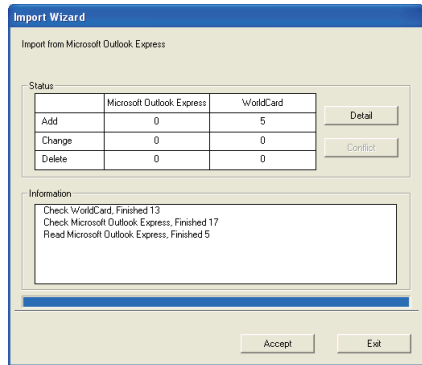 Import Wizard
Import from Microsoft Outlook Express
Status
Microsoft Outlook Express WorldCard
Add 0 5
Detail
Change 0 0
Conflict
Delete 0 0
Information
Check WorldCard, Finished 13
Check Microsoft Outlook Express, Finished 17
Read Microsoft Outlook Express, Finished 5
Accept Exit